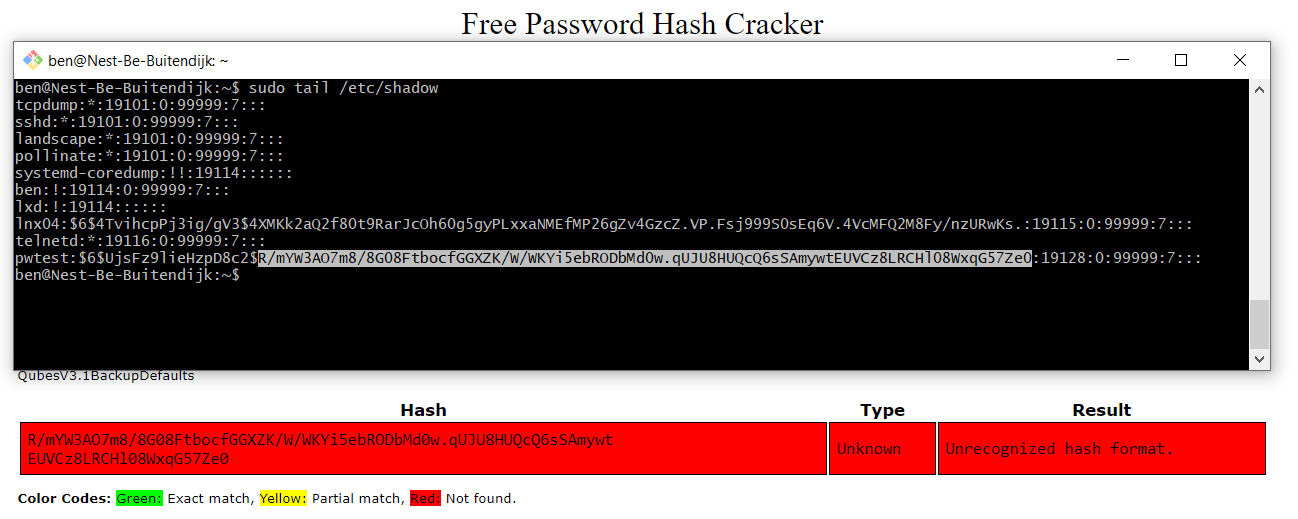 Free Password Hash Cracker
ben@Nest-Be-Buitendijk: ~
ben@Nest-Be-Buitendijk:~$ sudo tail /etc/shadow
tcpdump:*:19101:0:99999:7:::
sshd:*:19101:0:99999:7:::
landscape:*:19101:0:99999:7:::
pollinate:*:19101:0:99999:7:::
systemd-coredump:!!:19114::::::
ben:!:19114:0:99999:7:::
lxd:!:19114::::::
lnx04:$6$4TvihcpPj3ig/gV3$4XMKk2aQ2f8Ot9RarJcOh6Og5gyPLxxaNMEfMP26gZv4GzcZ.VP.Fsj999SOsEq6V.4VcMFQ2M8Fy/nzURwKs.:19115:0:99999:7:::
telnetd:*:19116:0:99999:7:::
pwtest:$6$UjsFz9lieHzpD8c2$R/mYW3AO7m8/8G08FtbocfGGXZK/W/WKYi5ebRODbMd0w.qUJU8HUQcQ6sSAmywtEUVCz8LRCHl08WxqG57Ze0:19128:0:99999:7:::
ben@Nest-Be-Buitendijk:~$
QubesV3.1BackupDefaults
Hash Type Result
R/mYW3AO7m8/8G08FtbocfGGXZK/W/WKYi5ebRODbMd0w.qUJU8HUQcQ6sSAmywt Unknown Unrecognized hash format.
EUVCz8LRCHl08WxqG57Ze0
Color Codes: Green: Exact match, Yellow: Partial match, Red: Not found.